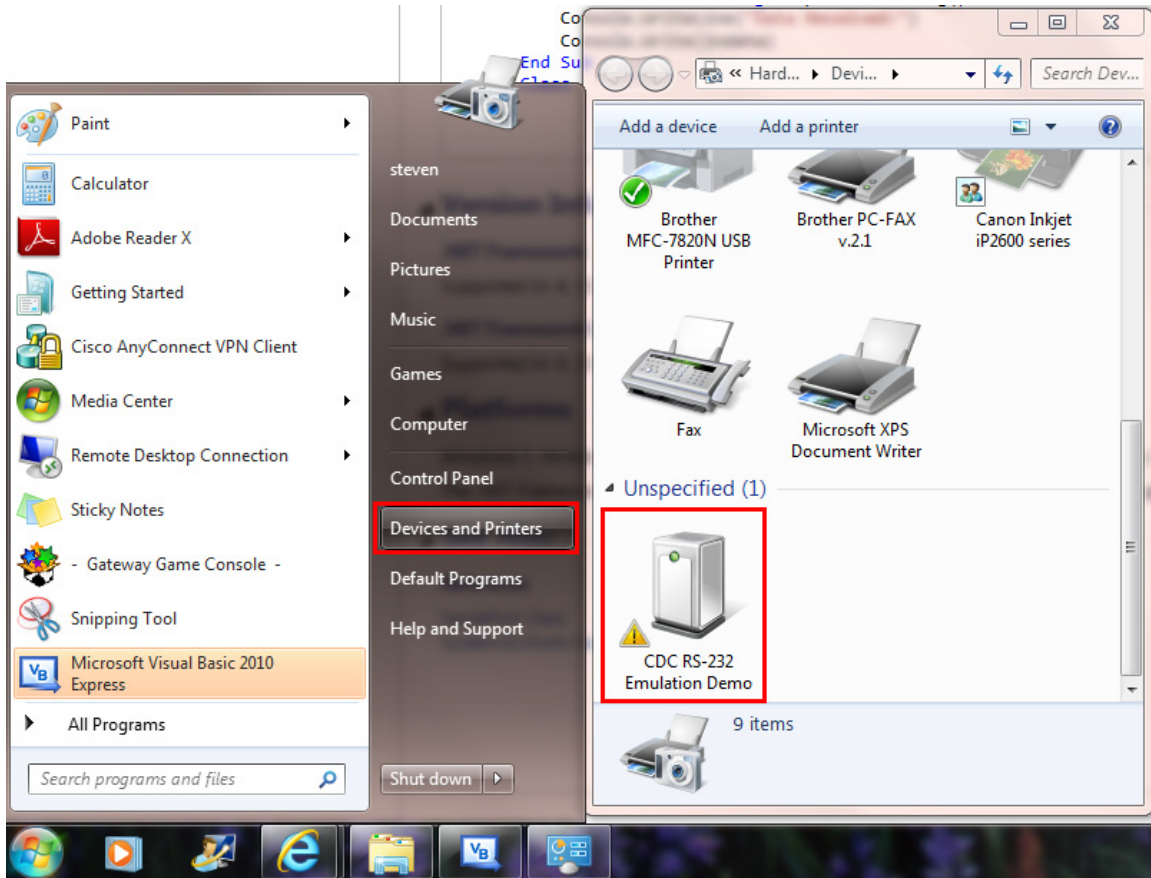 Co
Co
End Su
Class
Paint
Calculator
Adobe Reader X
Getting Started
Cisco AnyConnect VPN Client
Media Center
Remote Desktop Connection
Sticky Notes
- Gateway Game Console -
Snipping Tool
Microsoft Visual Basic 2010
Express
All Programs
Search programs and files
steven
Documents
Pictures
Music
Games
Computer
Control Panel
Devices and Printers
Default Programs
Help and Support
Shut down
« Hard... Devi...
Search Dev...
Add a device Add a printer
Brother
MFC-7820N USB
Printer
Brother PC-FAX
v.2.1
Canon Inkjet
iP2600 series
Fax
Microsoft XPS
Document Writer
Unspecified (1)
CDC RS-232
Emulation Demo
9 items